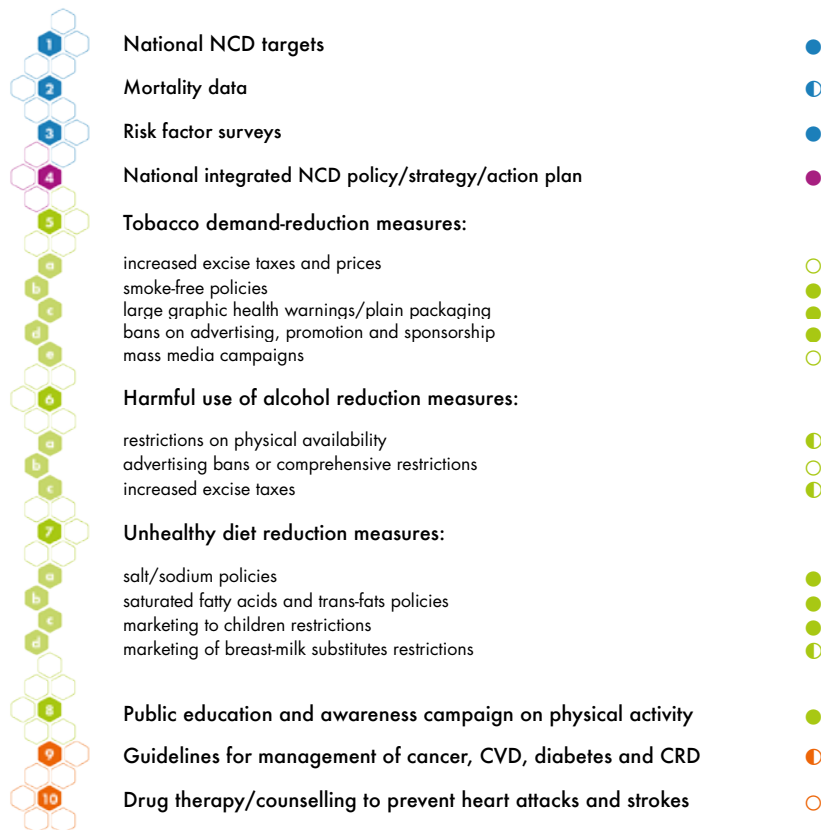 1 National NCD targets
2 Mortality data
3 Risk factor surveys
4 National integrated NCD policy/strategy/action plan
5 Tobacco demand-reduction measures:
a increased excise taxes and prices
b smoke-free policies
c large graphic health warnings/plain packaging
d bans on advertising, promotion and sponsorship
e mass media campaigns
6 Harmful use of alcohol reduction measures:
a restrictions on physical availability
b advertising bans or comprehensive restrictions
c increased excise taxes
7 Unhealthy diet reduction measures:
a salt/sodium policies
b saturated fatty acids and trans-fats policies
c marketing to children restrictions
d marketing of breast-milk substitutes restrictions
8 Public education and awareness campaign on physical activity
9 Guidelines for management of cancer, CVD, diabetes and CRD
10 Drug therapy/counselling to prevent heart attacks and strokes